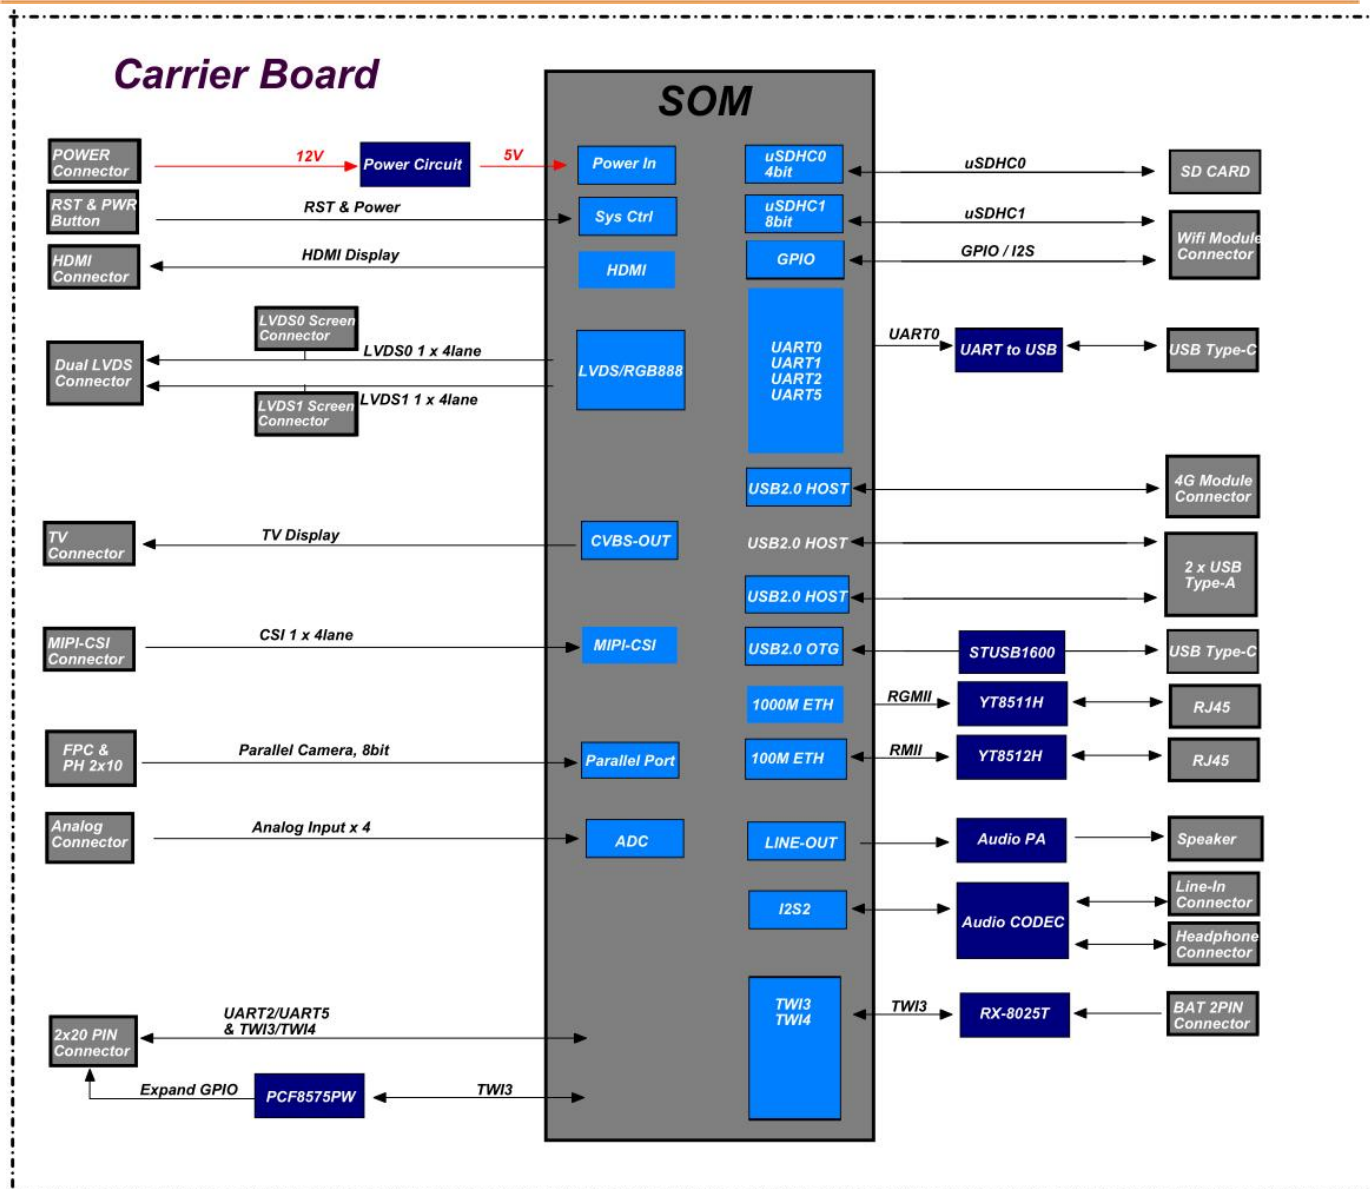 Carrier Board
SOM
POWER
Connector
12V
Power Circuit
5V
Power In
RST & PWR
Button
RST & Power
Sys Ctrl
HDMI
Connector
HDMI Display
HDMI
LVDS0 Screen
Connector
Dual LVDS
Connector
LVDS0 1 x 4lane
LVDS1 1 x 4lane
LVDS1 Screen
Connector
LVDS/RGB888
TV
Connector
TV Display
CVBS-OUT
MIPI-CSI
Connector
CSI 1 x 4lane
MIPI-CSI
FPC &
PH 2x10
Parallel Camera, 8bit
Parallel Port
Analog
Connector
Analog Input x 4
ADC
2x20 PIN
Connector
UART2/UART5
& TWI3/TWI4
Expand GPIO
PCF8575PW
TWI3
uSDHC0
4bit
uSDHC0
SD CARD
uSDHC1
8bit
uSDHC1
Wifi Module
Connector
GPIO
GPIO / I2S
UART0
UART1
UART2
UART5
UART0
UART to USB
USB Type-C
USB2.0 HOST
4G Module
Connector
USB2.0 HOST
2 x USB
Type-A
USB2.0 HOST
USB2.0 OTG
STUSB1600
USB Type-C
1000M ETH
RGMII
YT8511H
RJ45
100M ETH
RMII
YT8512H
RJ45
LINE-OUT
Audio PA
Speaker
I2S2
Audio CODEC
Line-In
Connector
Headphone
Connector
TWI3
TWI4
TWI3
RX-8025T
BAT 2PIN
Connector